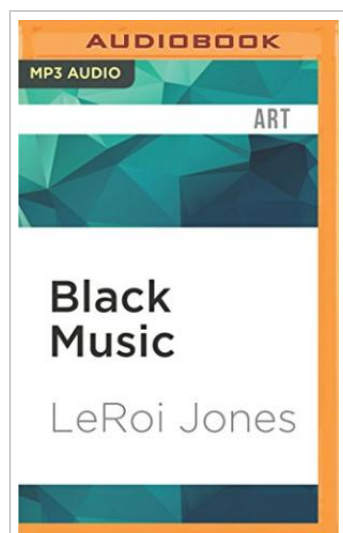 AUDIOBOOK
MP3 AUDIO
ART
Black
Music
LeRoi Jones